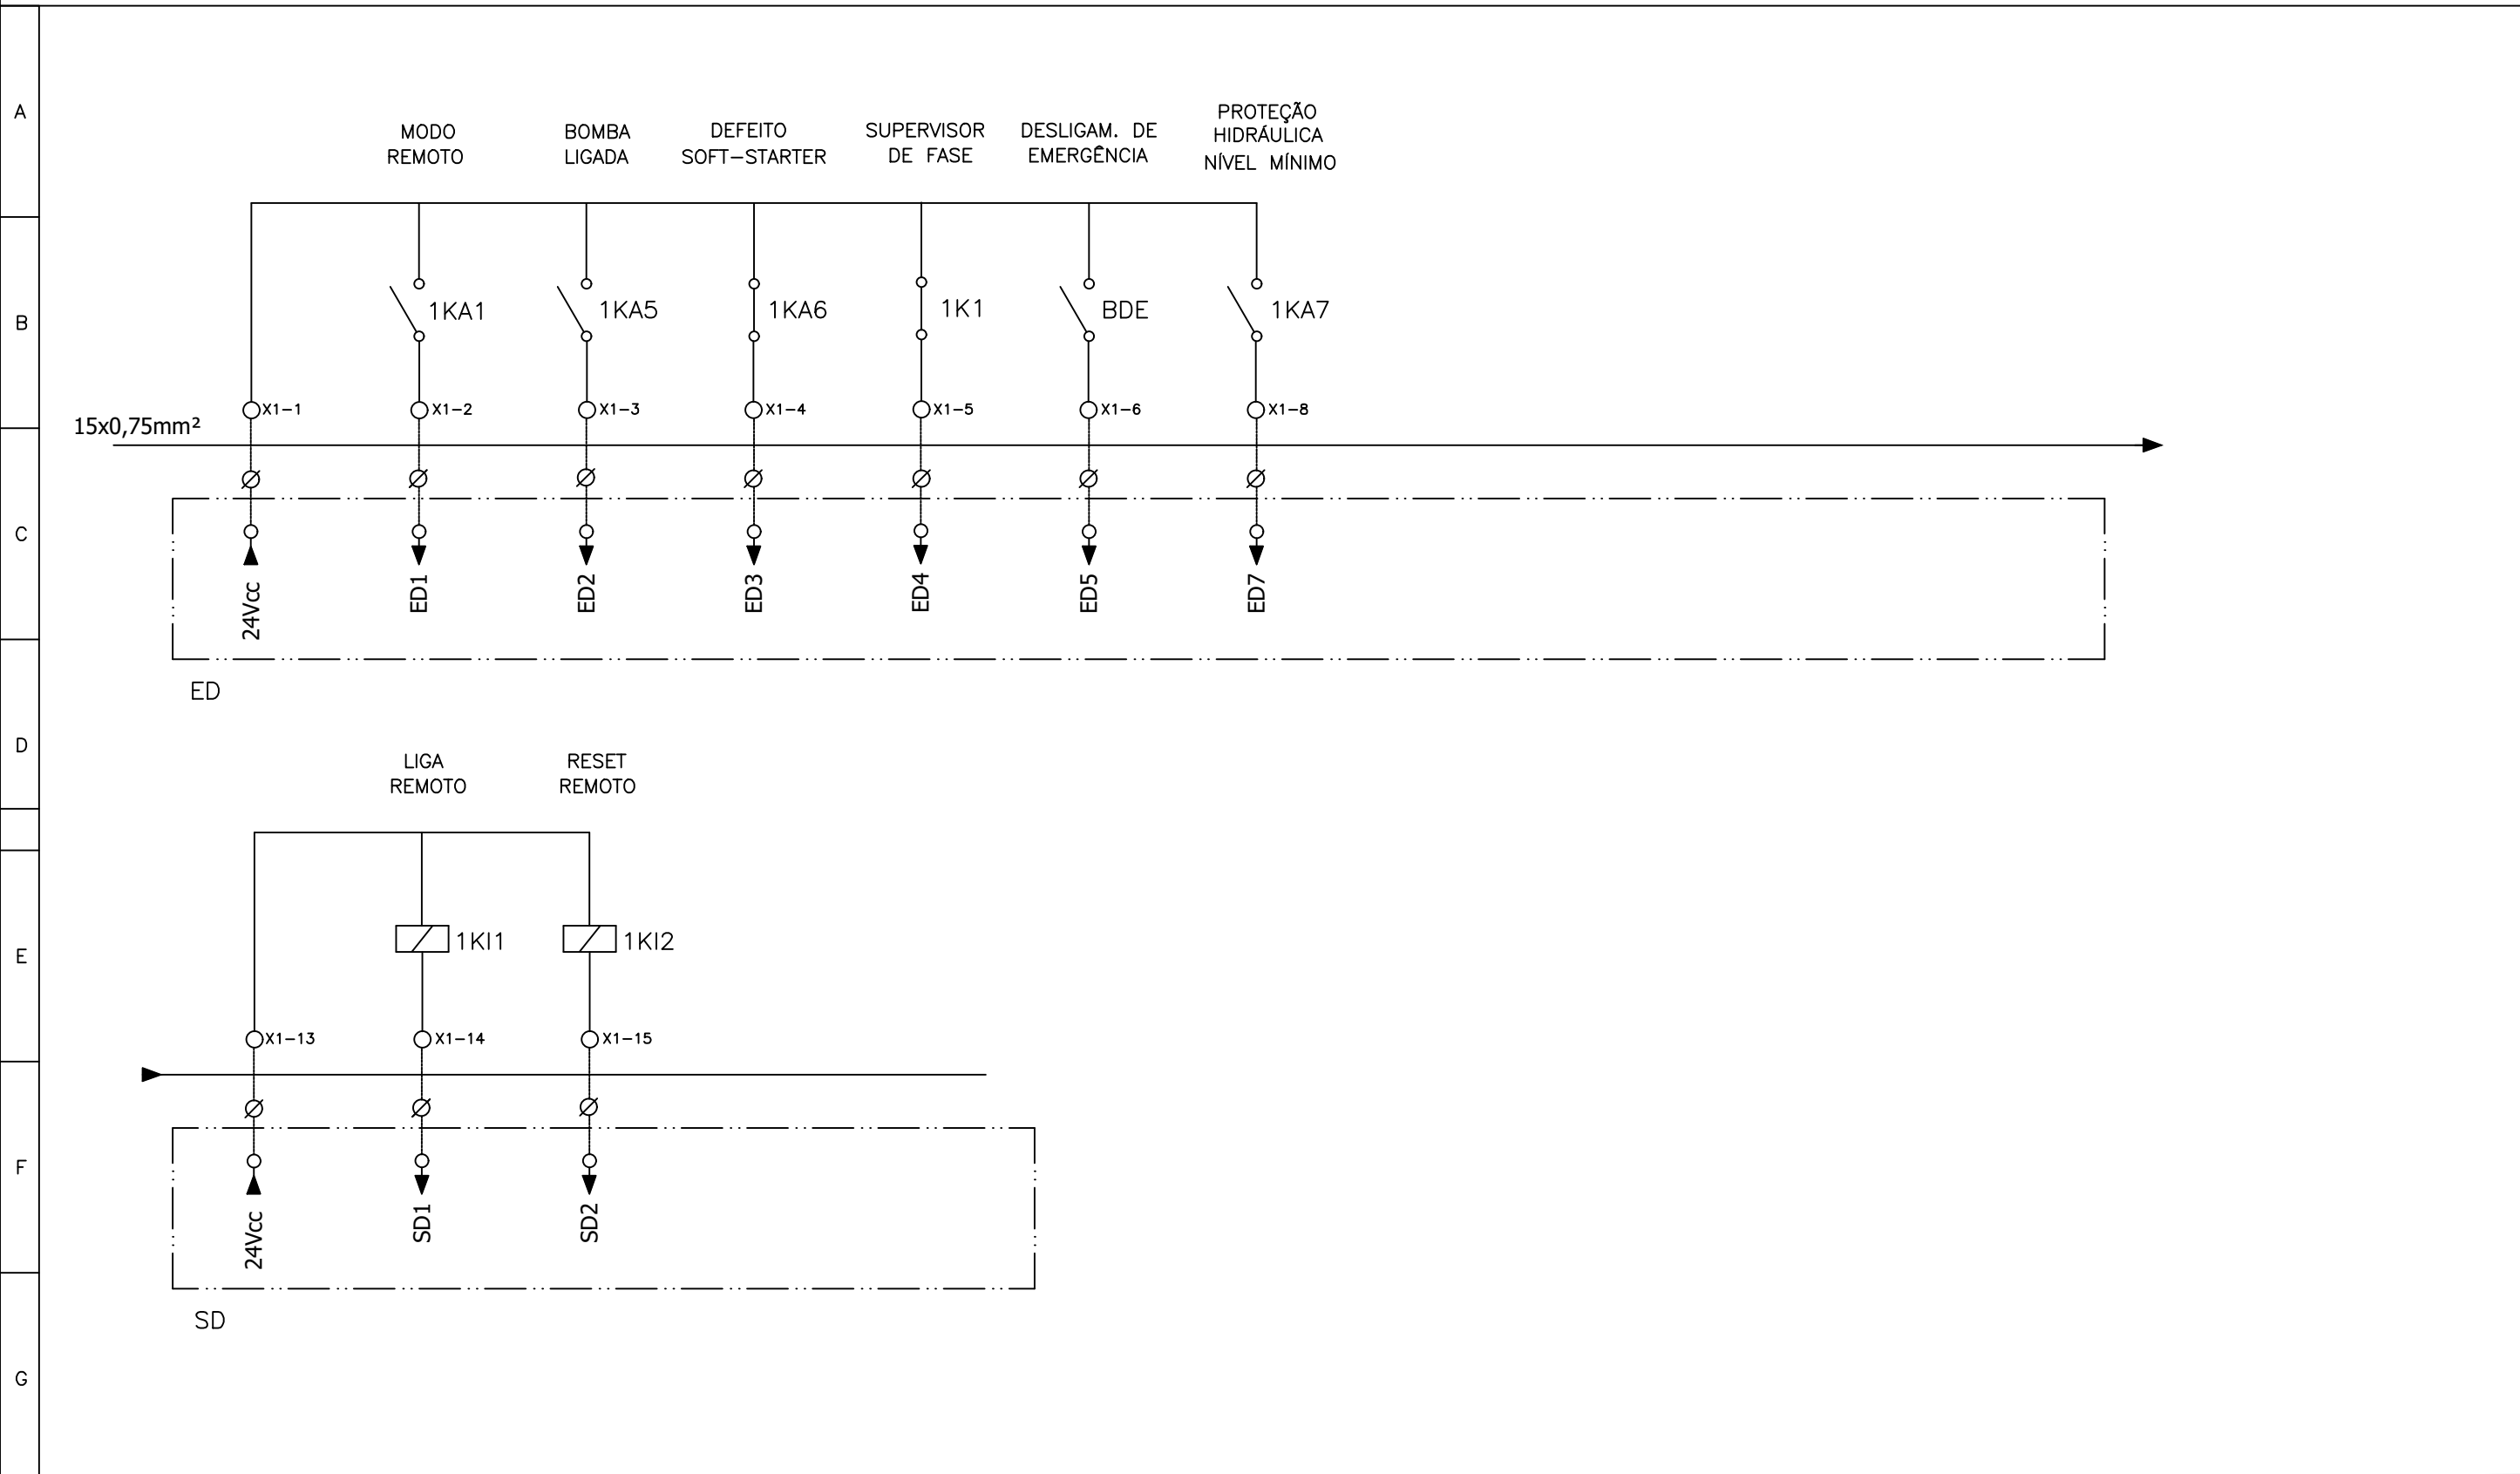 A
B
C
D
E
F
G
MODO
REMOTO
BOMBA
LIGADA
DEFEITO
SOFT-STARTER
SUPERVISOR
DE FASE
DESLIGAM. DE
EMERGÊNCIA
PROTEÇÃO
HIDRÁULICA
NÍVEL MÍNIMO
1KA1
1KA5
1KA6
1K1
BDE
1KA7
X1-1
X1-2
X1-3
X1-4
X1-5
X1-6
X1-8
15x0,75mm²
24Vcc
ED1
ED2
ED3
ED4
ED5
ED7
ED
LIGA
REMOTO
RESET
REMOTO
1KI1
1KI2
X1-13
X1-14
X1-15
24Vcc
SD1
SD2
SD